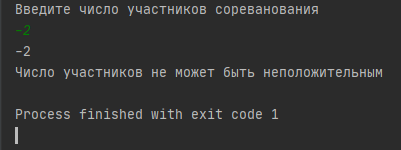 Введите число участников соревнования
-2
-2
Число участников не может быть неположительным
Process finished with exit code 1